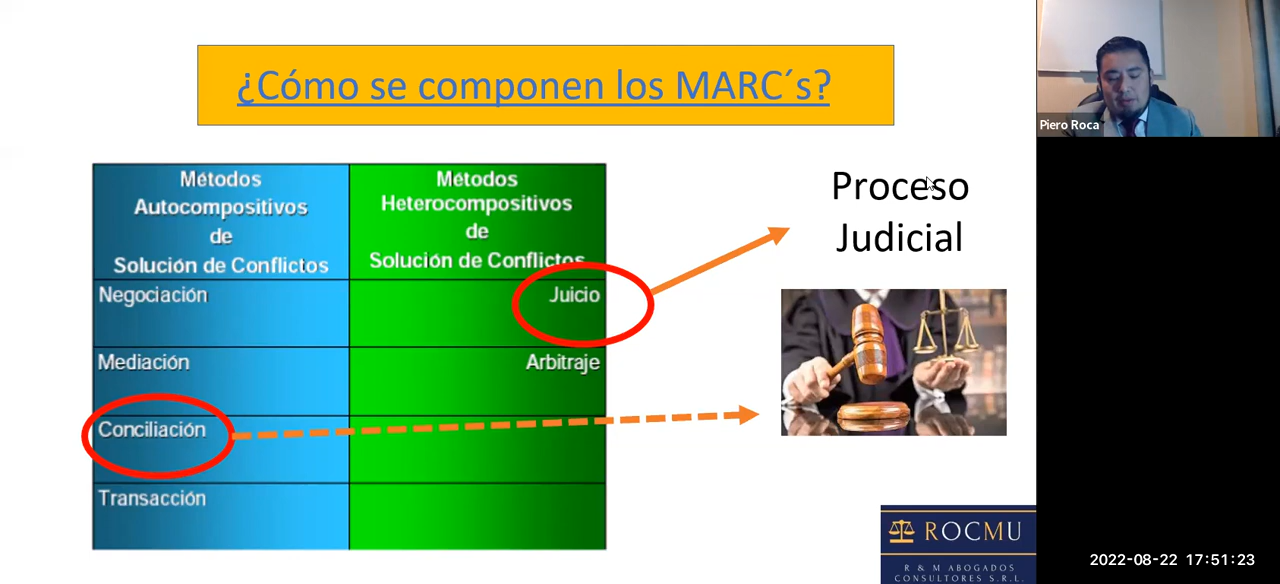 ¿Cómo se componen los MARC´s?
Métodos
Autocompositivos
de
Solución de Conflictos
Métodos
Heterocompositivos
de
Solución de Conflictos
Negociación
Juicio
Mediación
Arbitraje
Conciliación
Transacción
Proceso
Judicial
ROCMU
R & M ABOGADOS
CONSULTORES S.R.L.
Piero Roca
2022-08-22 17:51:23